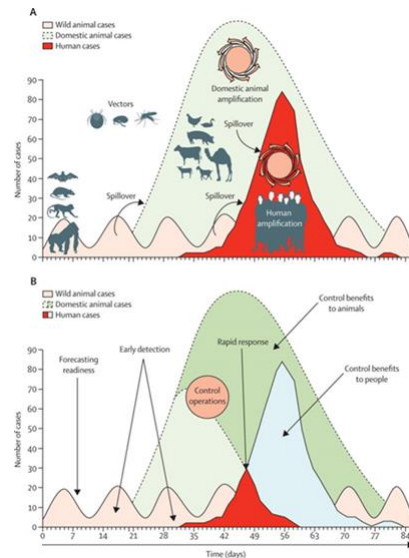 A
Wild animal cases
Domestic animal cases
Human cases
90
80
70
60
50
40
30
20
10
0
Number of cases
Vectors
Domestic animal
amplification
Spillover
Spillover
Spillover
Human
amplification
B
Wild animal cases
Domestic animal cases
Human cases
90
80
70
60
50
40
30
20
10
0
Number of cases
Forecasting
readiness
Early detection
Rapid response
Control
operations
Control benefits
to animals
Control benefits
to people
0 7 14 21 28 35 42 49 56 63 70 77 84
Time (days)